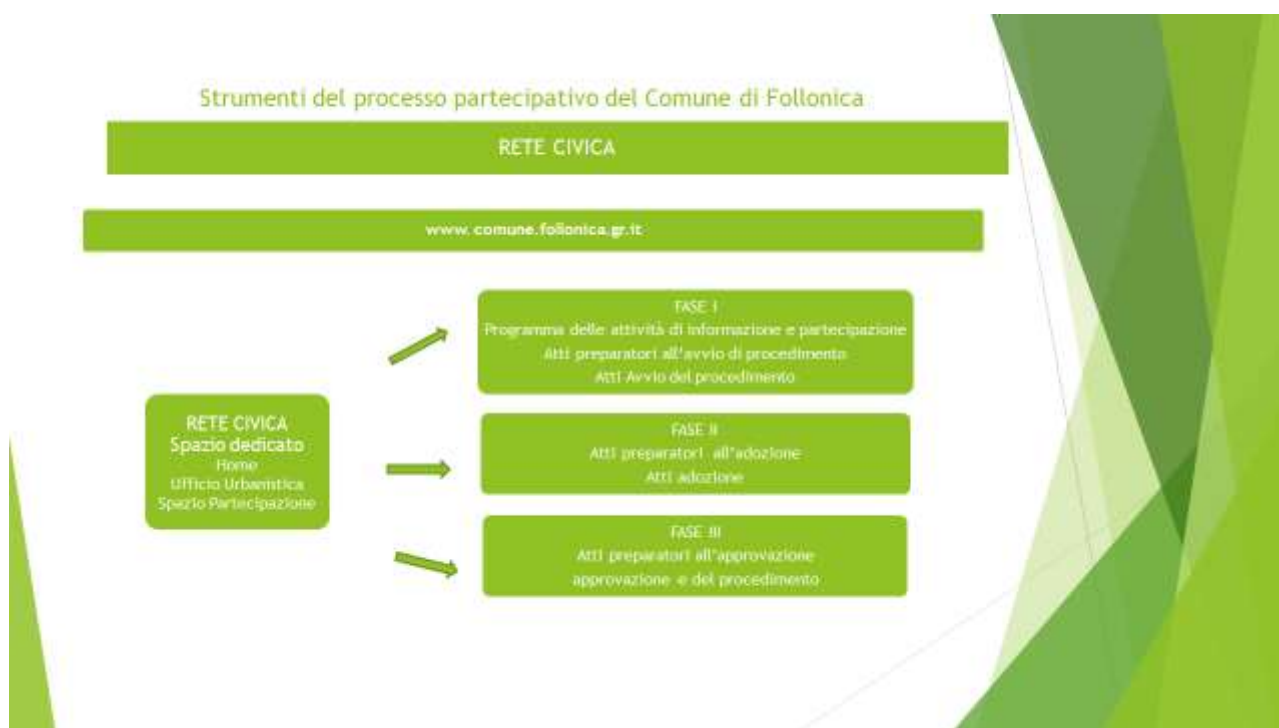 Strumenti del processo partecipativo del Comune di Follonica
RETE CIVICA
www.comune.follonica.gr.it
RETE CIVICA
Spazio dedicato
Home
Ufficio Urbanistica
Spazio Partecipazione
FASE I
Programma delle attività di informazione e partecipazione
Atti preparatori all'avvio di procedimento
Atti Avvio del procedimento
FASE II
Atti preparatori all'adozione
Atti adozione
FASE III
Atti preparatori all'approvazione
approvazione e del procedimento